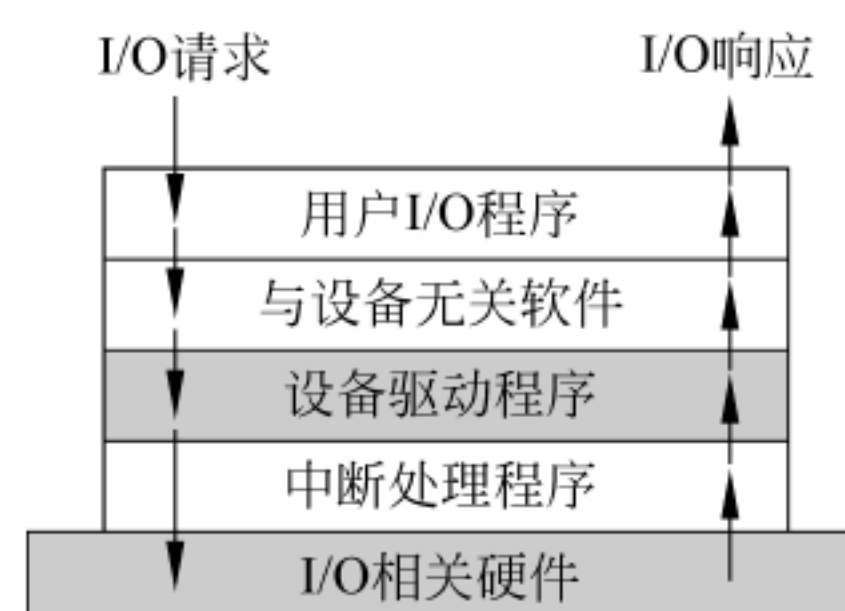 I/O请求
I/O响应
用户I/O程序
与设备无关软件
设备驱动程序
中断处理程序
I/O相关硬件